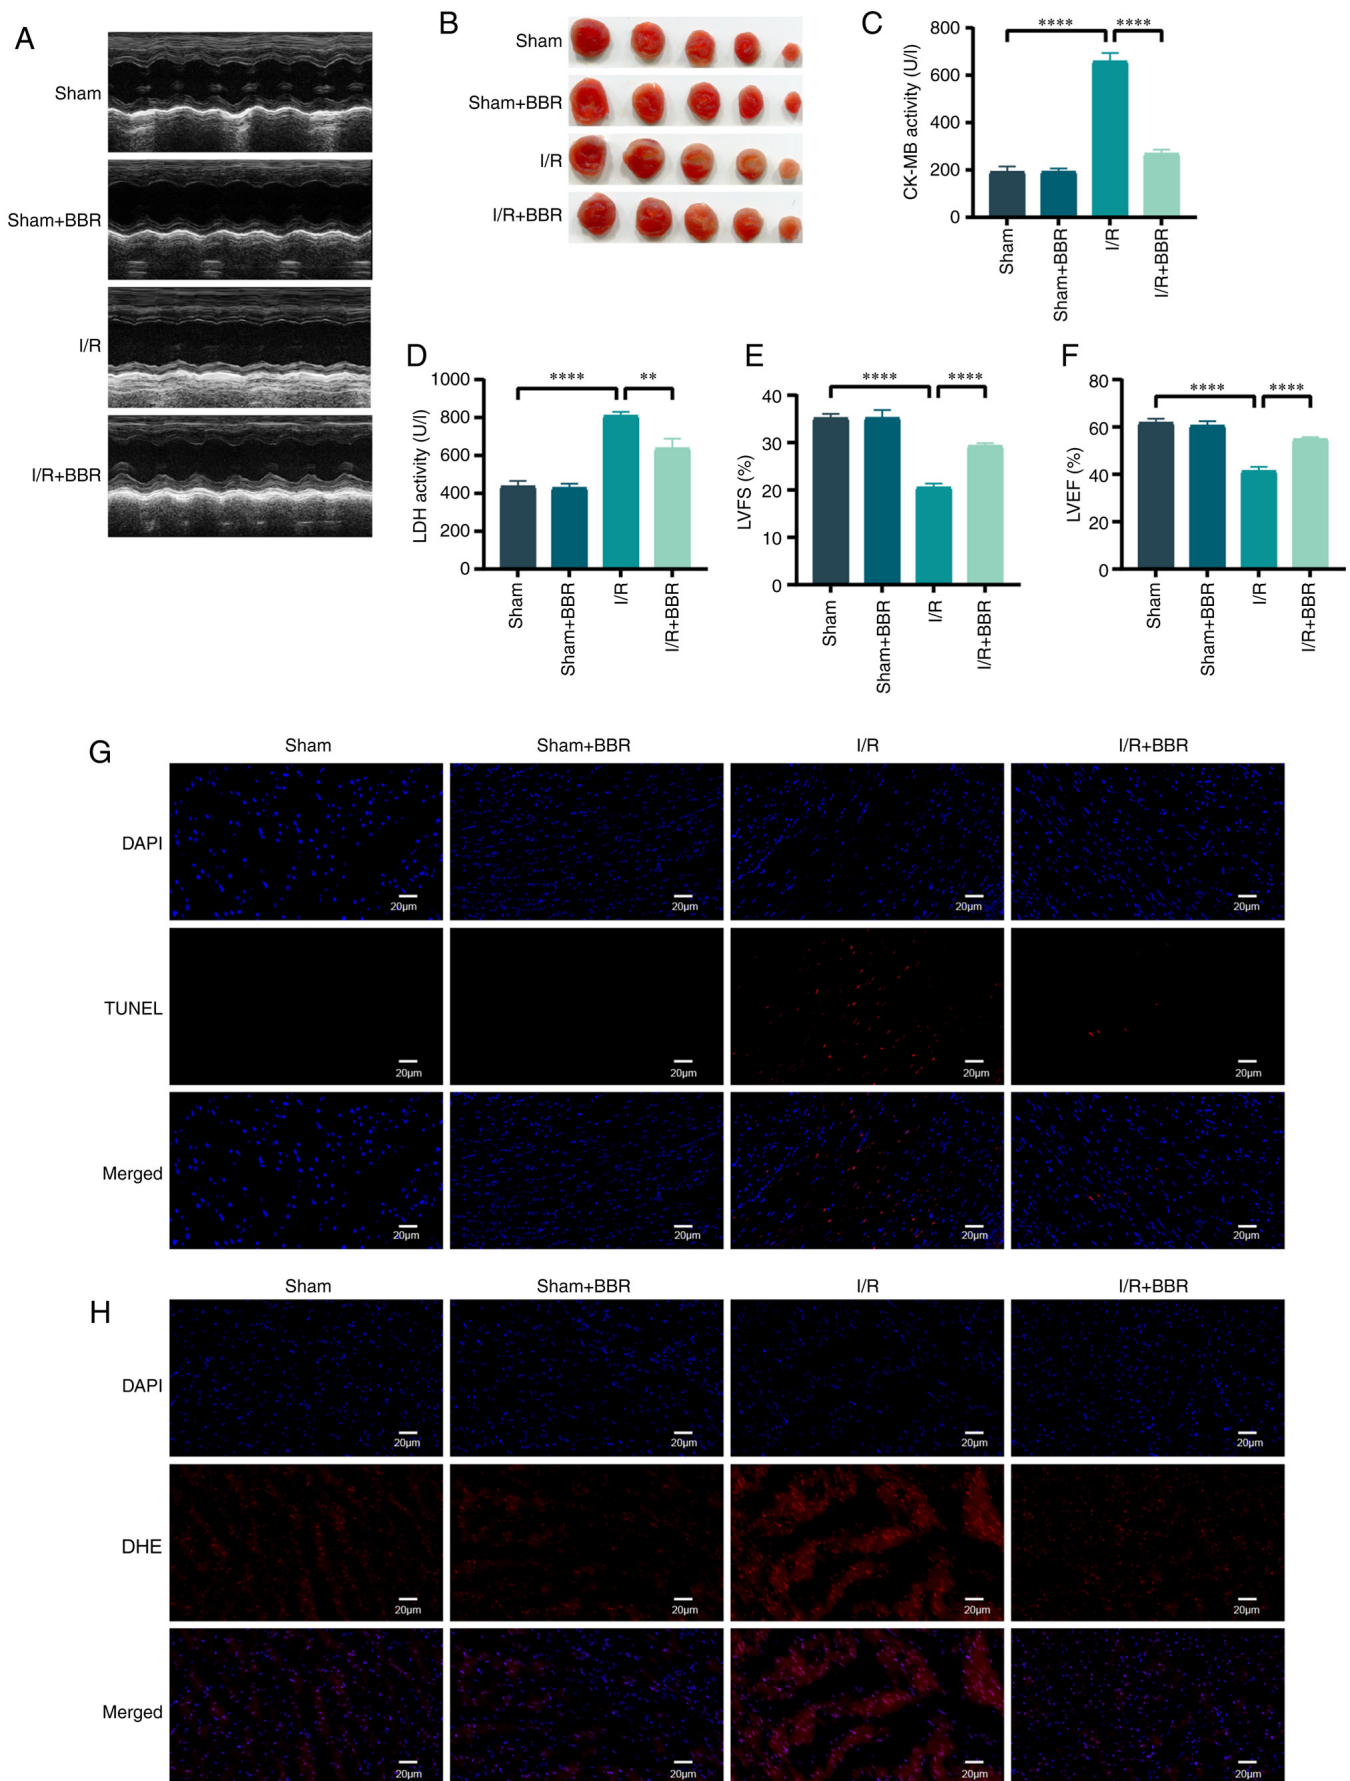 A
Sham
Sham+BBR
I/R
I/R+BBR
B
Sham
Sham+BBR
I/R
I/R+BBR
C
CK-MB activity (U/l)
800
600
400
200
0
**** ****
Sham
Sham+BBR
I/R
I/R+BBR
D
LDH activity (U/l)
1000
800
600
400
200
0
**** **
Sham
Sham+BBR
I/R
I/R+BBR
E
LVFS (%)
40
30
20
10
0
**** ****
Sham
Sham+BBR
I/R
I/R+BBR
F
LVEF (%)
80
60
40
20
0
**** ****
Sham
Sham+BBR
I/R
I/R+BBR
G
Sham Sham+BBR I/R I/R+BBR
DAPI
20µm 20µm 20µm 20µm
TUNEL
20µm 20µm 20µm 20µm
Merged
20µm 20µm 20µm 20µm
H
Sham Sham+BBR I/R I/R+BBR
DAPI
20µm 20µm 20µm 20µm
DHE
20µm 20µm 20µm 20µm
Merged
20µm 20µm 20µm 20µm